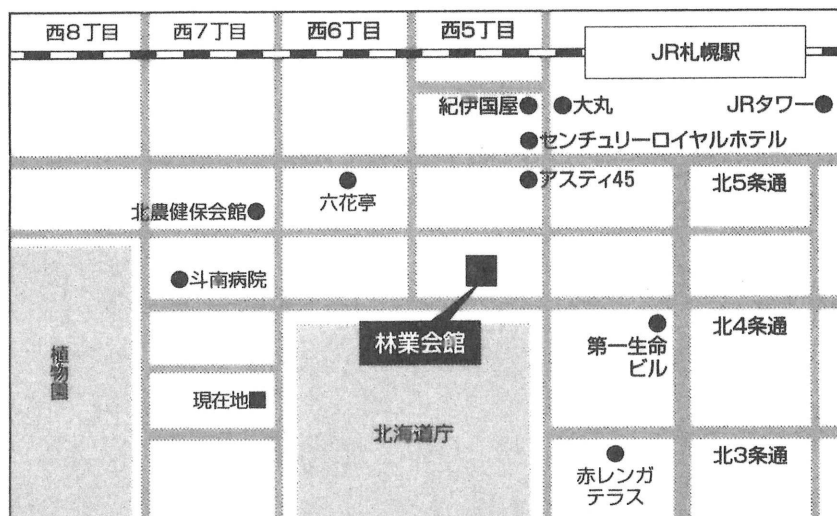 西8丁目
西7丁目
西6丁目
西5丁目
JR札幌駅
紀伊国屋
大丸
JRタワー
センチュリーロイヤルホテル
アスティ45
北5条通
六花亭
北農健保会館
斗南病院
林業会館
第一生命
ビル
北4条通
植物園
現在地
北海道庁
赤レンガ
テラス
北3条通